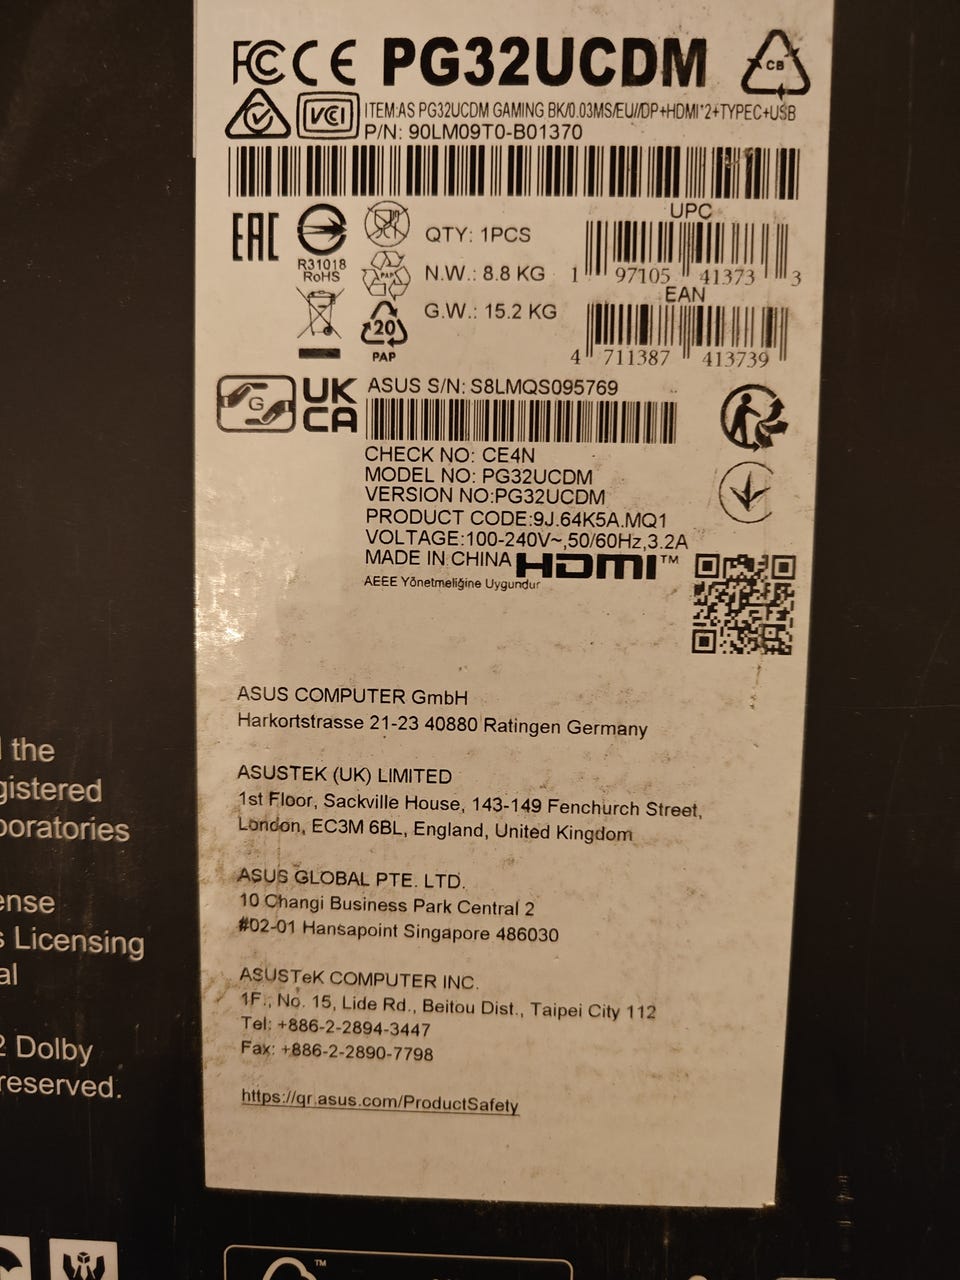 FC CE PG32UCDM CB
VCI ITEM:AS PG32UCDM GAMING BK/0.03MS/EU//DP+HDMI*2+TYPEC+USB
P/N: 90LM09T0-B01370
UPC
EAC
R31018
RoHS
PAP
QTY: 1PCS
N.W.: 8.8 KG
G.W.: 15.2 KG
1 97105 41373 3
EAN
4 711387 413739
20
PAP
G
UK
CA
ASUS S/N: S8LMQS095769
CHECK NO: CE4N
MODEL NO: PG32UCDM
VERSION NO:PG32UCDM
PRODUCT CODE:9J.64K5A.MQ1
VOLTAGE:100-240V~,50/60Hz,3.2A
MADE IN CHINA HDMI™
AEEE Yönetmeliğine Uygundur
ASUS COMPUTER GmbH
Harkortstrasse 21-23 40880 Ratingen Germany
ASUSTEK (UK) LIMITED
1st Floor, Sackville House, 143-149 Fenchurch Street,
London, EC3M 6BL, England, United Kingdom
ASUS GLOBAL PTE. LTD.
10 Changi Business Park Central 2
#02-01 Hansapoint Singapore 486030
ASUSTeK COMPUTER INC.
1F., No. 15, Lide Rd., Beitou Dist., Taipei City 112
Tel: +886-2-2894-3447
Fax: +886-2-2890-7798
https://qr.asus.com/ProductSafety
the
gistered
boratories
ense
s Licensing
al
2 Dolby
reserved.
TM